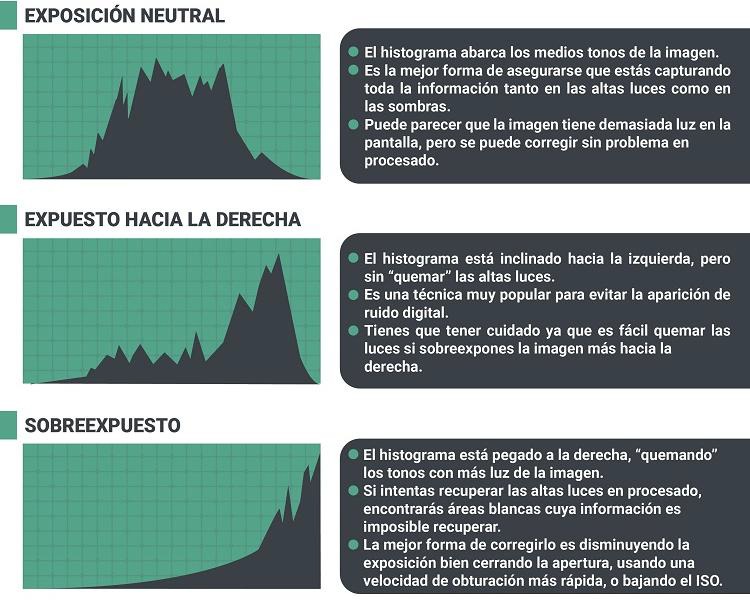 EXPOSICIÓN NEUTRAL
El histograma abarca los medios tonos de la imagen.
Es la mejor forma de asegurarse que estás capturando
toda la información tanto en las altas luces como en
las sombras.
Puede parecer que la imagen tiene demasiada luz en la
pantalla, pero se puede corregir sin problema en
procesado.
EXPUESTO HACIA LA DERECHA
El histograma está inclinado hacia la izquierda, pero
sin “quemar” las altas luces.
Es una técnica muy popular para evitar la aparición de
ruido digital.
Tienes que tener cuidado ya que es fácil quemar las
luces si sobreexpones la imagen más hacia la
derecha.
SOBREEXPUESTO
El histograma está pegado a la derecha, “quemando”
los tonos con más luz de la imagen.
Si intentas recuperar las altas luces en procesado,
encontrarás áreas blancas cuya información es
imposible recuperar.
La mejor forma de corregirlo es disminuyendo la
exposición bien cerrando la apertura, usando una
velocidad de obturación más rápida, o bajando el ISO.